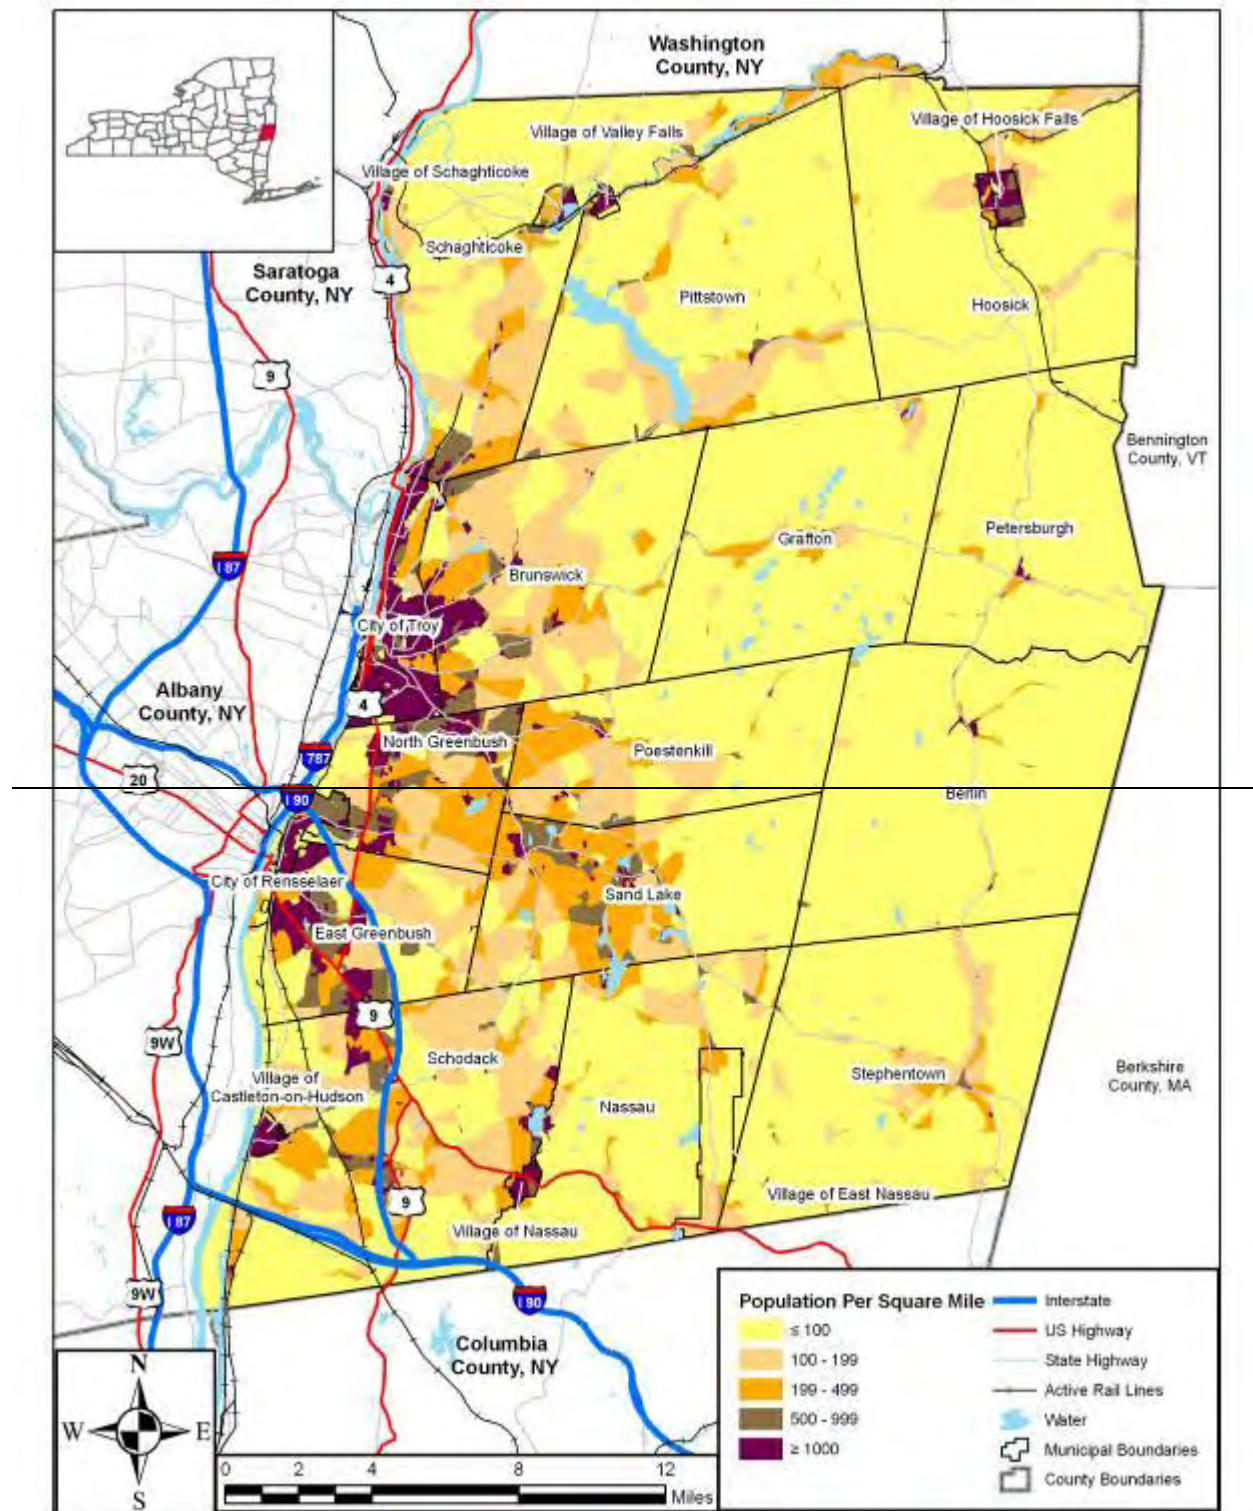 Washington
County, NY
Village of Hoosick Falls
Village of Valley Falls
Village of Schaghticoke
Schaghticoke
Saratoga
County, NY
4
Pittstown
Hoosick
9
Bennington
County, VT
Petersburgh
Grafton
I 87
Brunswick
City of Troy
Albany
County, NY
4
North Greenbush
Poestenkill
I 787
20
I 90
Berlin
City of Rensselaer
Sand Lake
East Greenbush
9
9W
Schodack
Berkshire
County, MA
Stephentown
Village of
Castleton-on-Hudson
Nassau
Village of East Nassau
9
I 87
Village of Nassau
9W
I 90
Columbia
County, NY
Population Per Square Mile
≤ 100
100 - 199
199 - 499
500 - 999
≥ 1000
Interstate
US Highway
State Highway
Active Rail Lines
Water
Municipal Boundaries
County Boundaries
N
W E
S
0 2 4 8 12
Miles